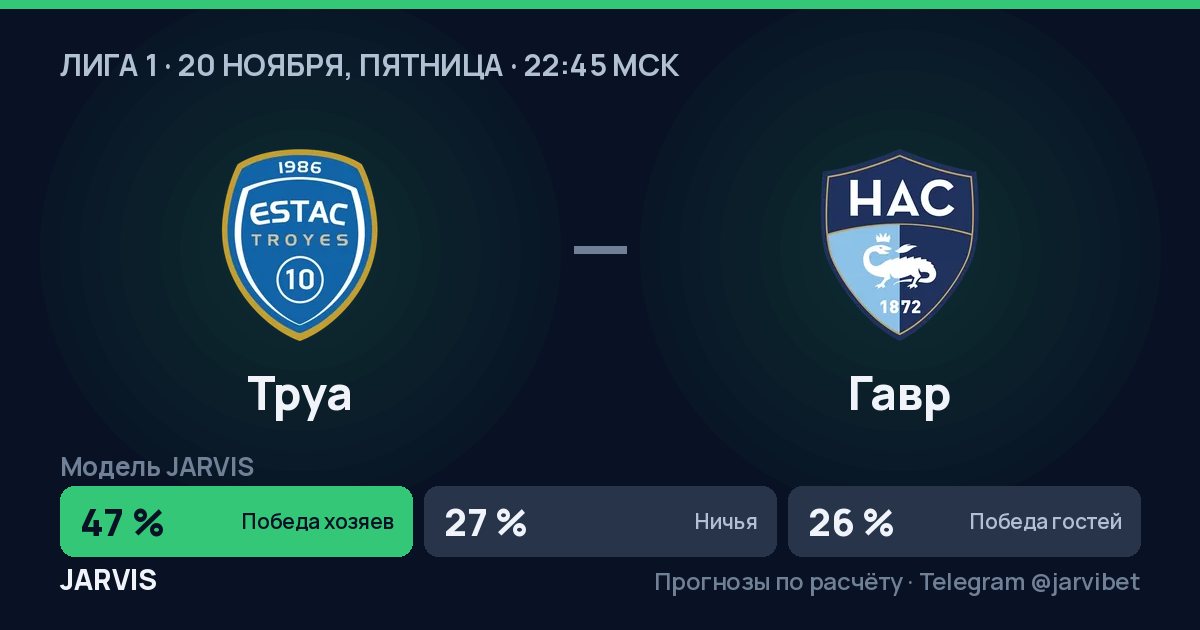 ЛИГА 1 · 20 НОЯБРЯ, ПЯТНИЦА · 22:45 МСК
1986
ESTAC
TROYES
10
HAC
1872
Труа
Гавр
Модель JARVIS
47 % Победа хозяев
27 % Ничья
26 % Победа гостей
JARVIS
Прогнозы по расчёту · Telegram @jarvibet